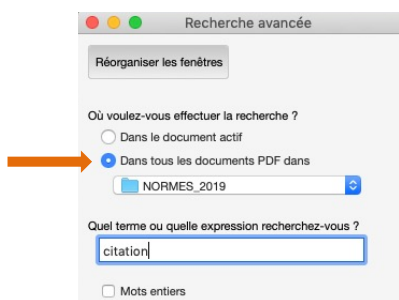 Recherche avancée
Réorganiser les fenêtres
Où voulez-vous effectuer la recherche ?
Dans le document actif
Dans tous les documents PDF dans
NORMES_2019
Quel terme ou quelle expression recherchez-vous ?
citation
Mots entiers